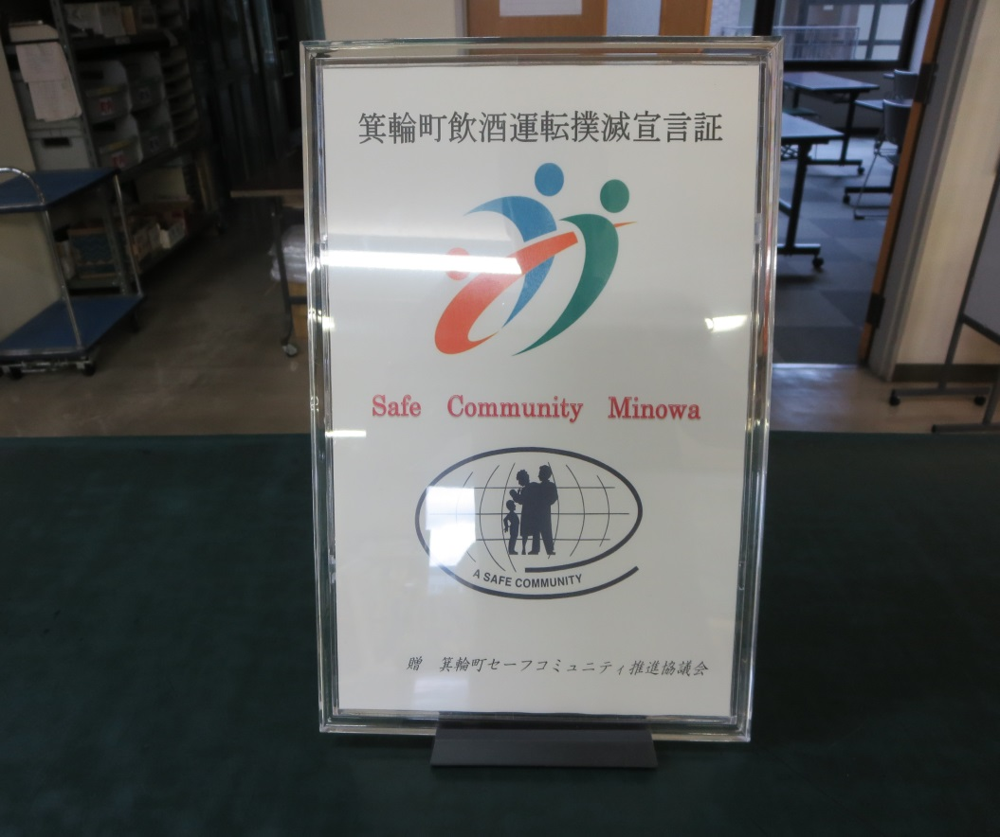 箕輪町飲酒運転撲滅宣言証
Safe Community Minowa
A SAFE COMMUNITY
贈 箕輪町セーフコミュニティ推進協議会